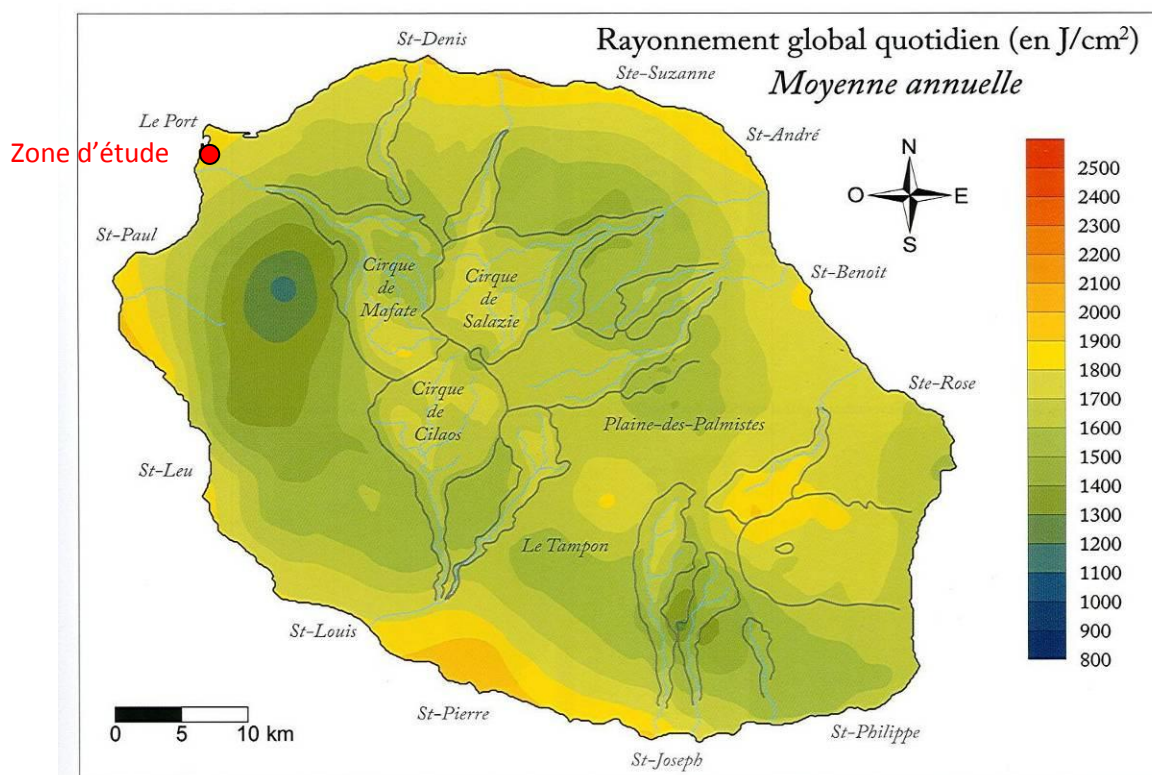 Rayonnement global quotidien (en J/cm²)
Moyenne annuelle
St-Denis
Ste-Suzanne
Le Port
St-André
Zone d'étude
N
O
E
S
St-Paul
St-Benoit
Cirque
de
Mafate
Cirque
de
Salazie
Ste-Rose
Cirque
de
Cilaos
Plaine-des-Palmistes
St-Leu
Le Tampon
St-Louis
St-Pierre
St-Philippe
St-Joseph
0 5 10 km
2500
2400
2300
2200
2100
2000
1900
1800
1700
1600
1500
1400
1300
1200
1100
1000
900
800